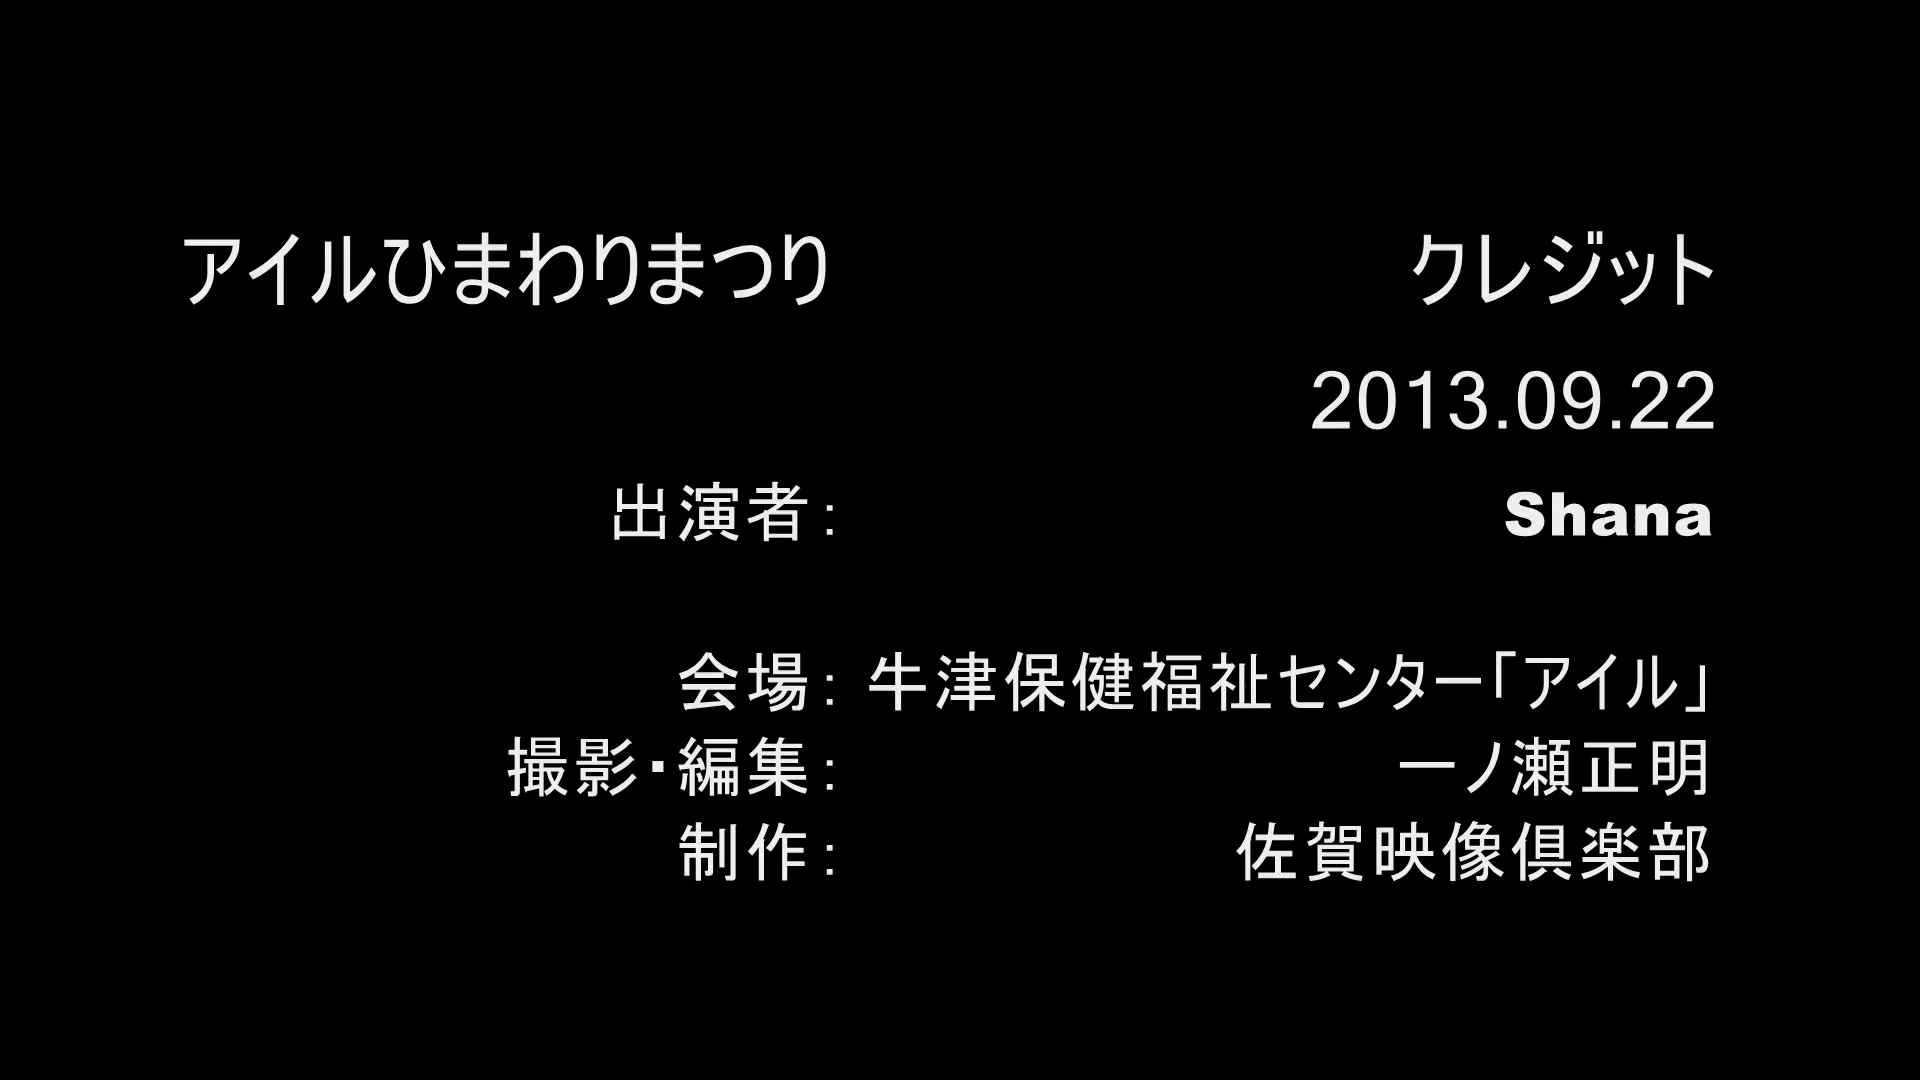 アイルひまわりまつり クレジット
2013.09.22
出演者: Shana
会場: 牛津保健福祉センター「アイル」
撮影・編集: 一ノ瀬正明
制作: 佐賀映像倶楽部